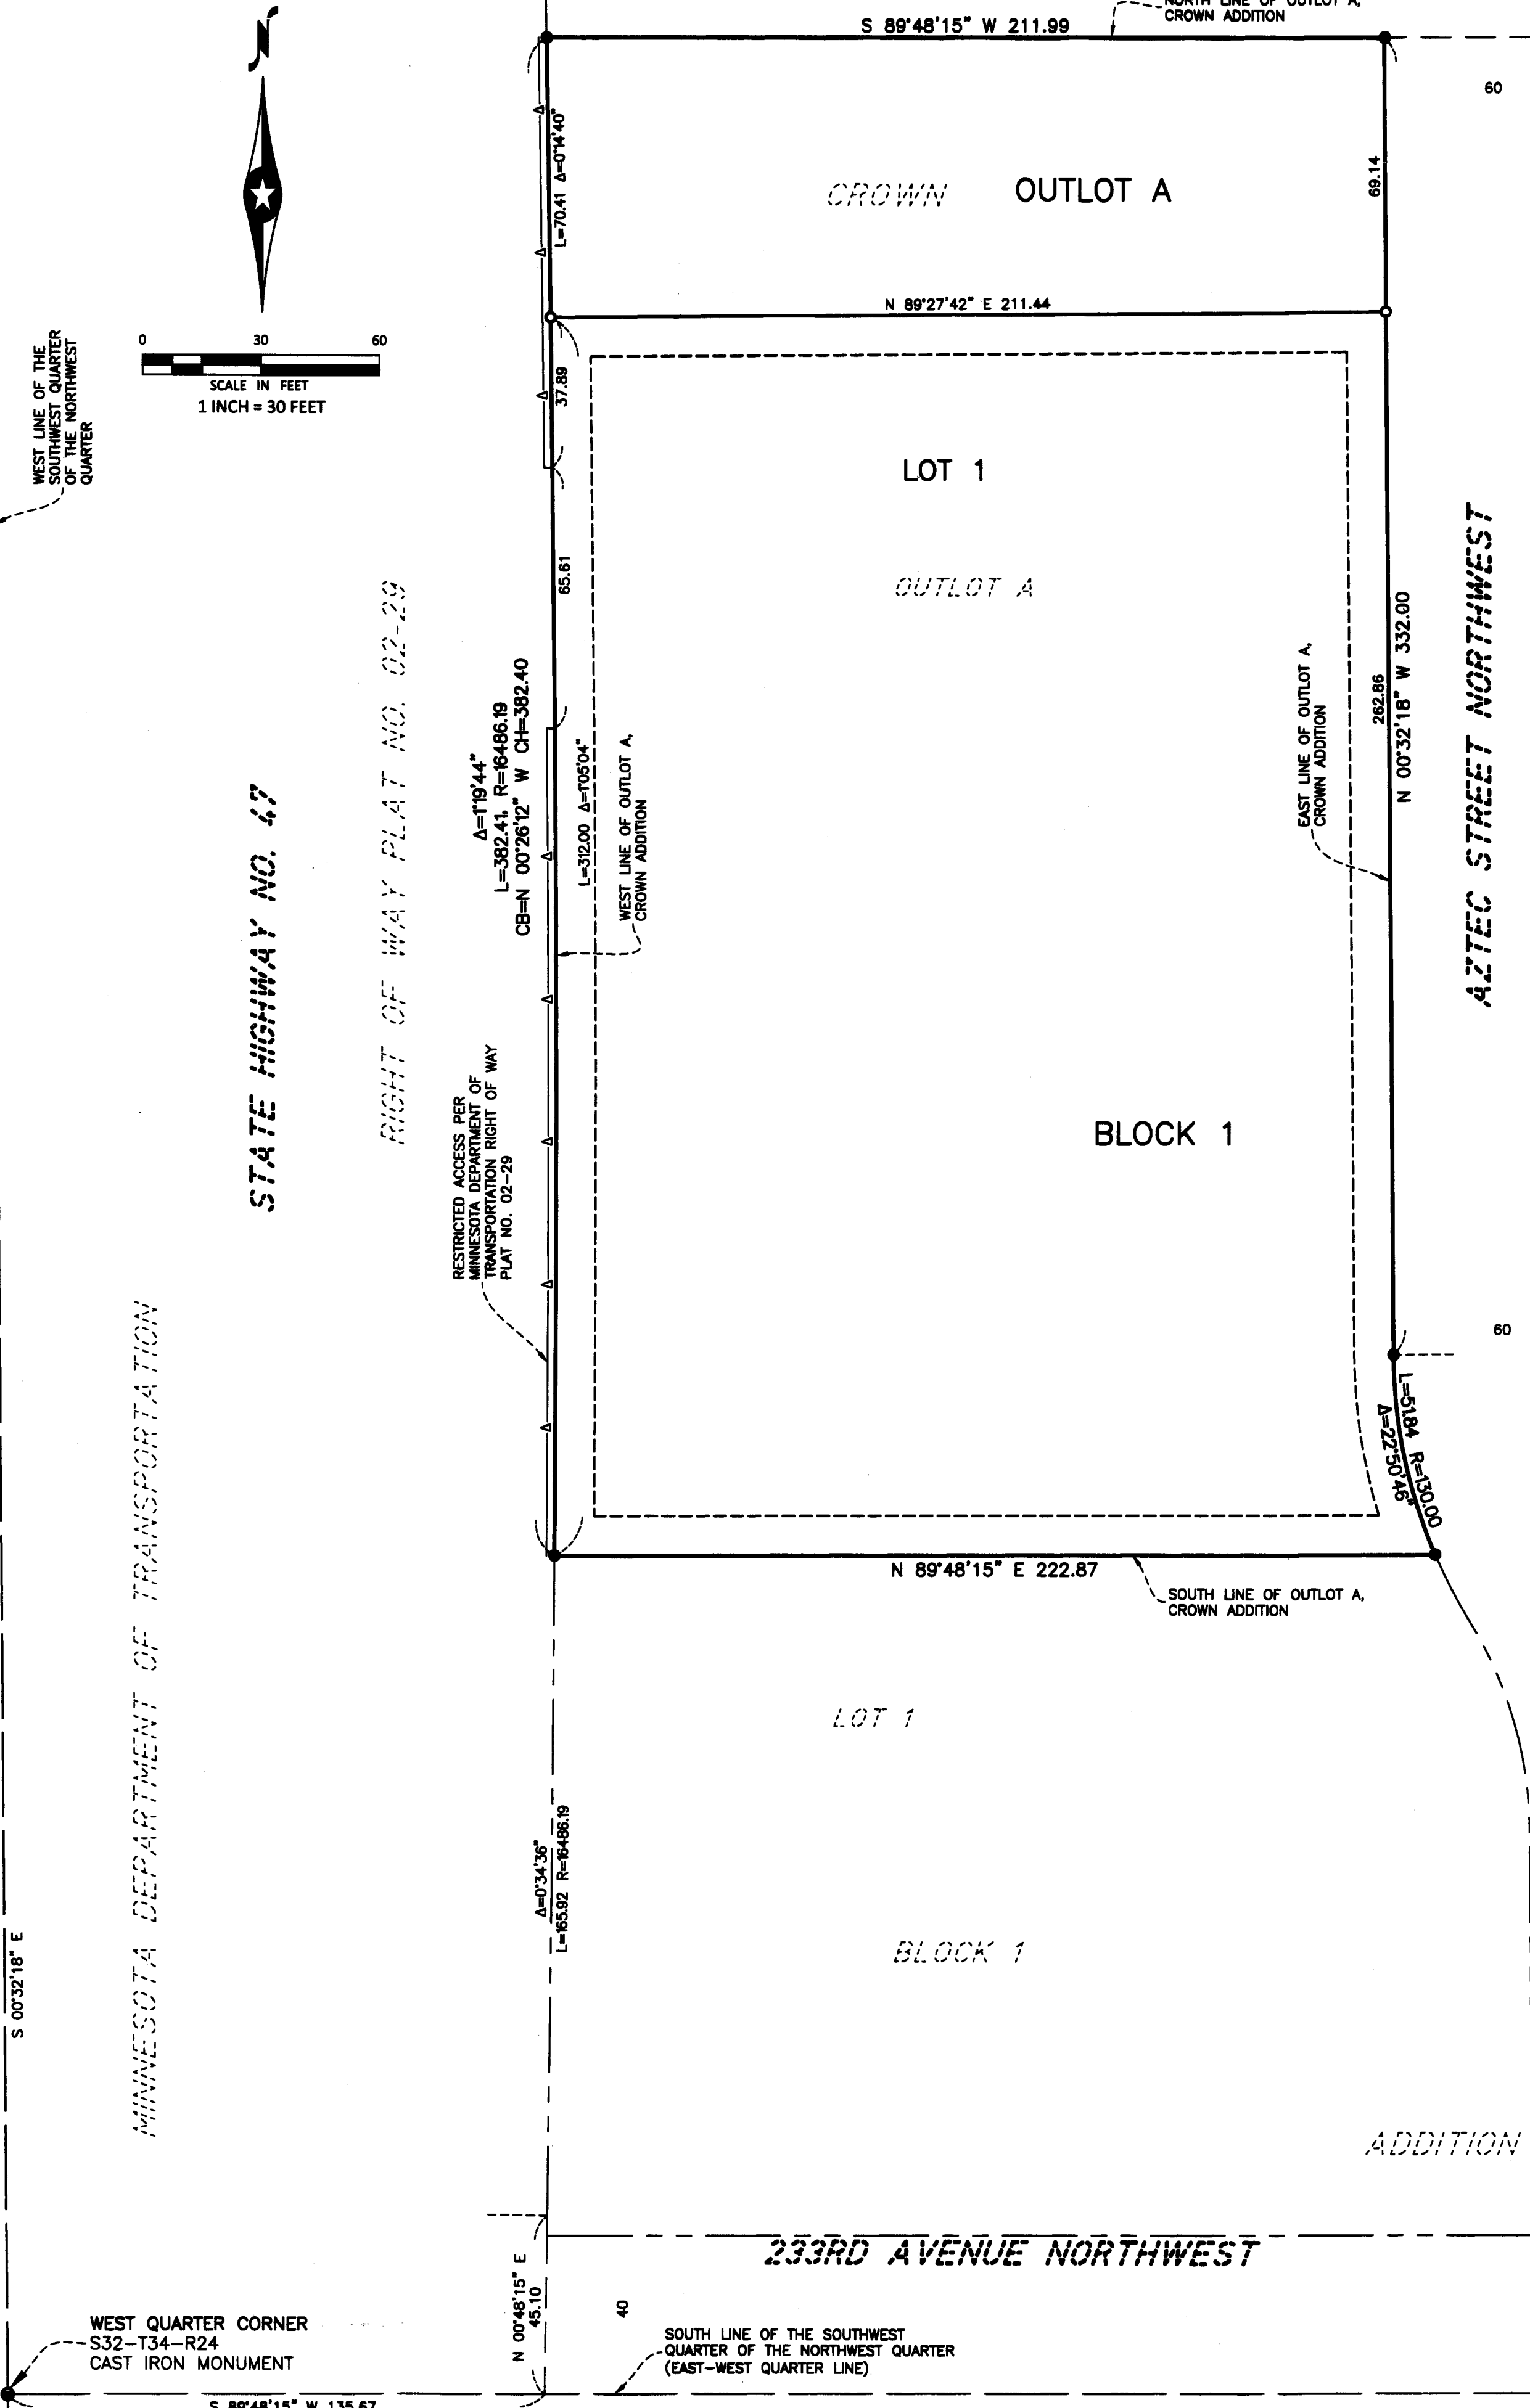 NORTH LINE OF OUTLOT A,
CROWN ADDITION
S 89°48'15" W 211.99
N
60
L=70.41 Δ=0°14'40"
CROWN
OUTLOT A
69.14
N 89°27'42" E 211.44
0 30 60
SCALE IN FEET
1 INCH = 30 FEET
WEST LINE OF THE
SOUTHWEST QUARTER
OF THE NORTHWEST
QUARTER
37.89
LOT 1
OUTLOT A
65.61
STATE HIGHWAY NO. 47
RIGHT OF WAY PLAT NO. 02-29
Δ=1°19'44"
L=382.41, R=16486.19
CB=N 00°26'12" W CH=382.40
L=312.00 Δ=1°05'04"
WEST LINE OF OUTLOT A,
CROWN ADDITION
EAST LINE OF OUTLOT A,
CROWN ADDITION
262.86
N 00°32'18" W 332.00
AZTEC STREET NORTHWEST
RESTRICTED ACCESS PER
MINNESOTA DEPARTMENT OF
TRANSPORTATION RIGHT OF WAY
PLAT NO. 02-29
BLOCK 1
60
L=51.84 R=130.00
Δ=22°50'46"
MINNESOTA DEPARTMENT OF TRANSPORTATION
N 89°48'15" E 222.87
SOUTH LINE OF OUTLOT A,
CROWN ADDITION
LOT 1
Δ=0°34'36"
L=165.92 R=16486.19
BLOCK 1
S 00°32'18" E
ADDITION
233RD AVENUE NORTHWEST
N 00°48'15" E
45.10
40
WEST QUARTER CORNER
S32-T34-R24
CAST IRON MONUMENT
SOUTH LINE OF THE SOUTHWEST
QUARTER OF THE NORTHWEST QUARTER
(EAST-WEST QUARTER LINE)
S 89°48'15" W 135.67